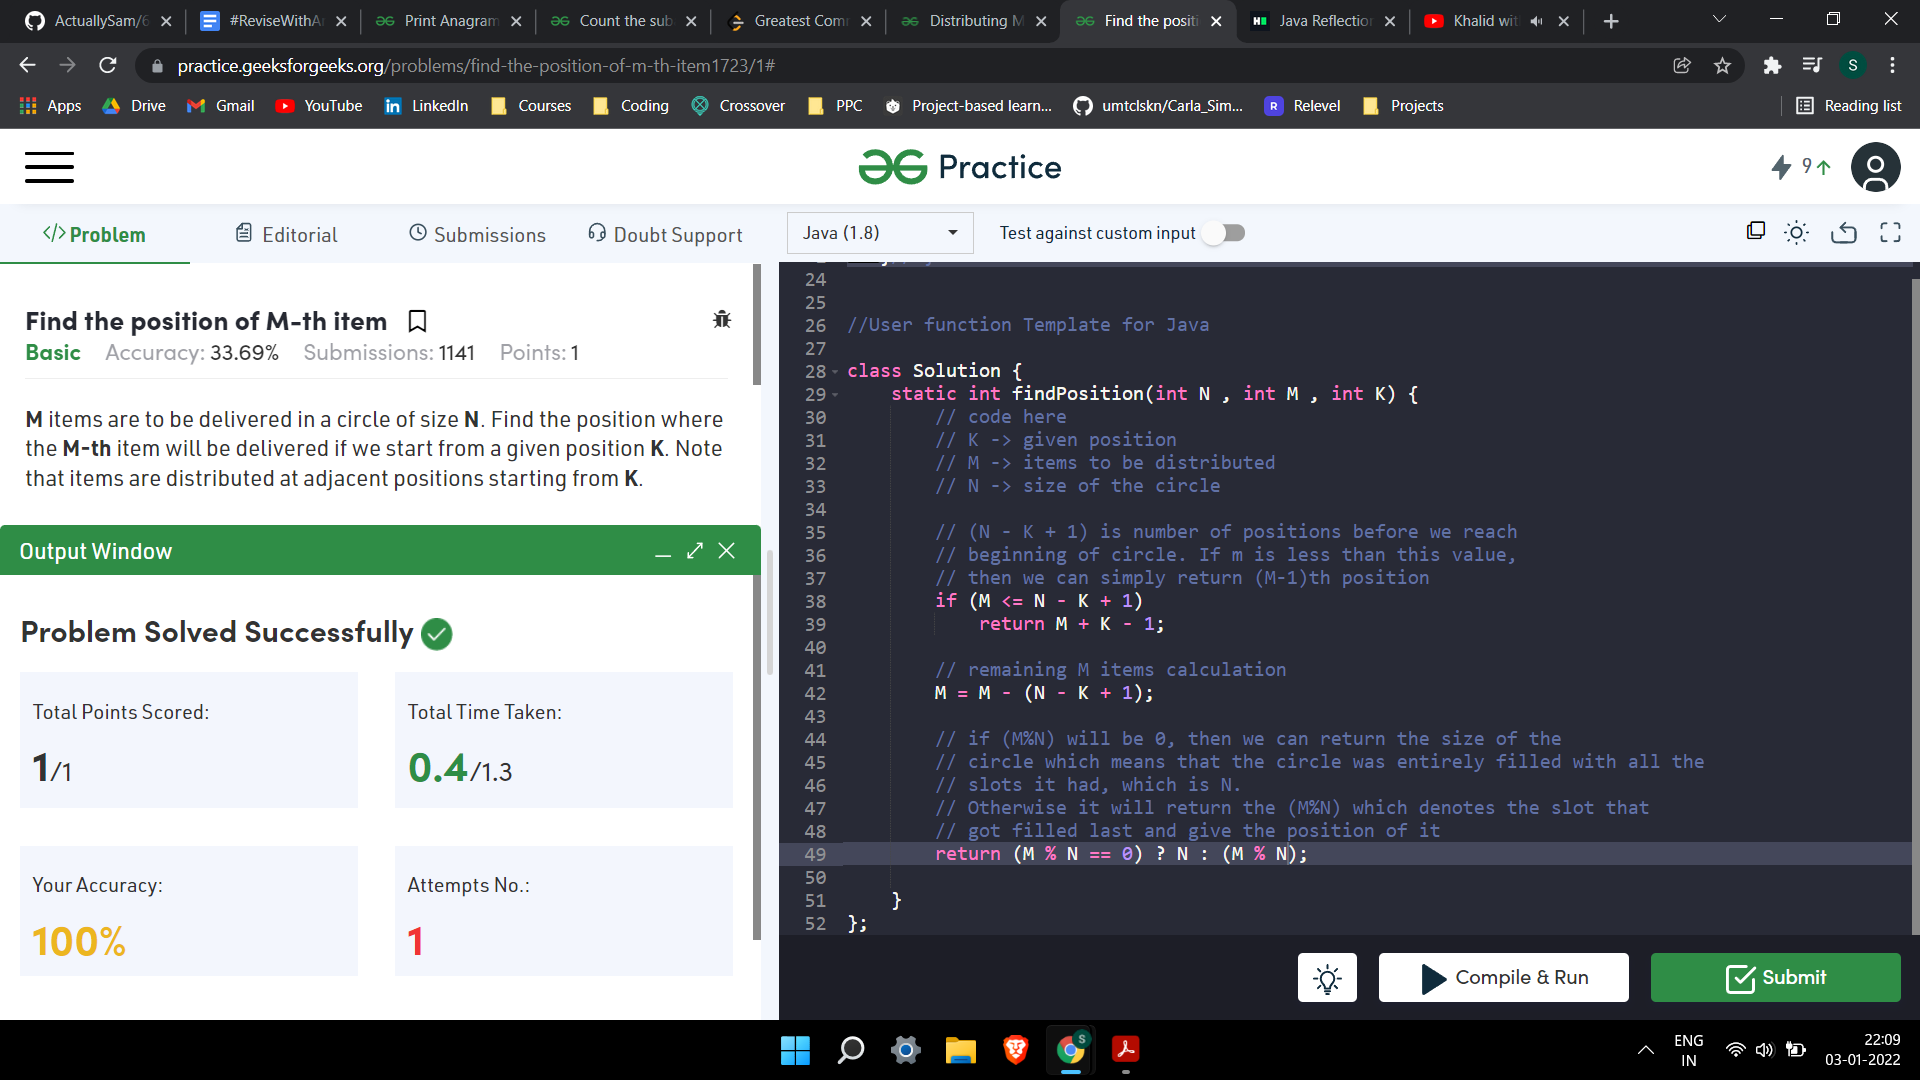 ActuallySam/6
#ReviseWithAr
Print Anagram
Count the sub
Greatest Comm
Distributing M
Find the positi
Java Reflection
Khalid with
practice.geeksforgeeks.org/problems/find-the-position-of-m-th-item1723/1#
S
Apps
Drive
Gmail
YouTube
LinkedIn
Courses
Coding
Crossover
PPC
Project-based learn...
umtclskn/Carla_Sim...
R
Relevel
Projects
Reading list
Practice
9
</> Problem
Editorial
Submissions
Doubt Support
Java (1.8)
Test against custom input
Find the position of M-th item
Basic Accuracy: 33.69% Submissions: 1141 Points: 1
M items are to be delivered in a circle of size N. Find the position where
the M-th item will be delivered if we start from a given position K. Note
that items are distributed at adjacent positions starting from K.
Output Window
Problem Solved Successfully
Total Points Scored:
1/1
Total Time Taken:
0.4/1.3
Your Accuracy:
100%
Attempts No.:
1
24
25
26 //User function Template for Java
27
28 class Solution {
29 static int findPosition(int N , int M , int K) {
30 // code here
31 // K -> given position
32 // M -> items to be distributed
33 // N -> size of the circle
34
35 // (N - K + 1) is number of positions before we reach
36 // beginning of circle. If m is less than this value,
37 // then we can simply return (M-1)th position
38 if (M <= N - K + 1)
39 return M + K - 1;
40
41 // remaining M items calculation
42 M = M - (N - K + 1);
43
44 // if (M%N) will be 0, then we can return the size of the
45 // circle which means that the circle was entirely filled with all the
46 // slots it had, which is N.
47 // Otherwise it will return the (M%N) which denotes the slot that
48 // got filled last and give the position of it
49 return (M % N == 0) ? N : (M % N);
50
51 }
52 };
Compile & Run
Submit
S
ENG
IN
22:09
03-01-2022